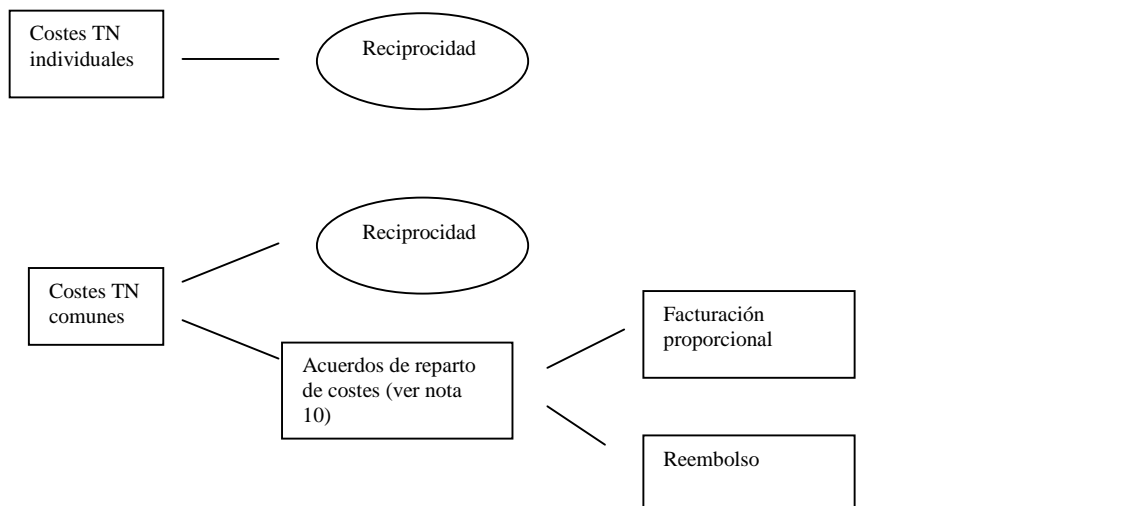 Costes TN
individuales
Reciprocidad
Reciprocidad
Costes TN
comunes
Acuerdos de reparto
de costes (ver nota
10)
Facturación
proporcional
Reembolso